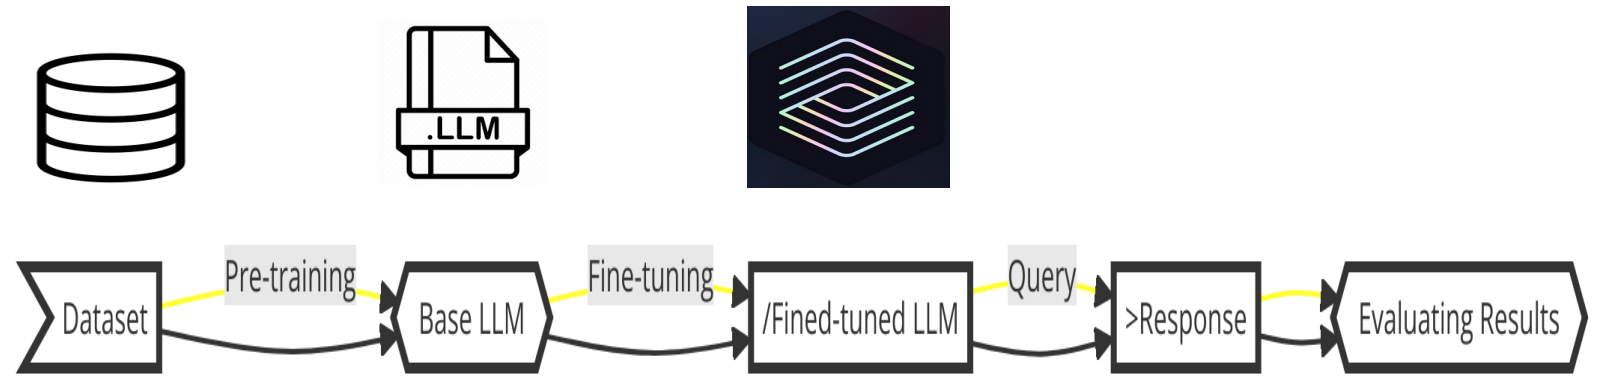 .LLM
Pre-training
Fine-tuning
Query
Dataset
Base LLM
/Fined-tuned LLM
>Response
Evaluating Results